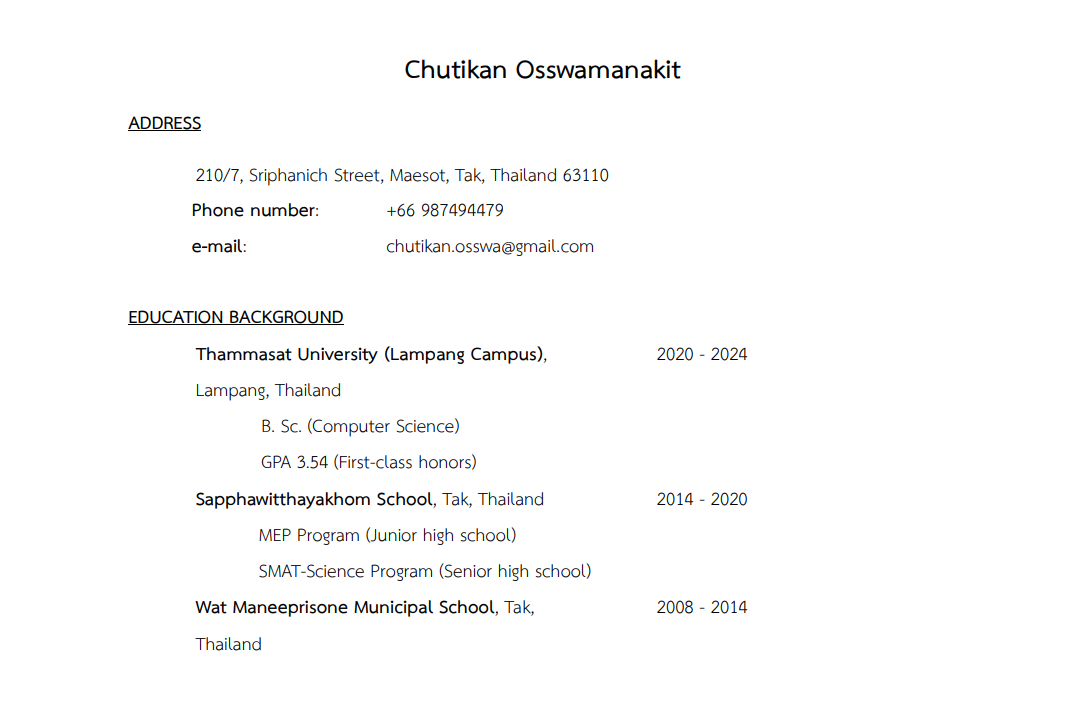 Chutikan Osswamanakit
ADDRESS
210/7, Sriphanich Street, Maesot, Tak, Thailand 63110
Phone number: +66 987494479
e-mail: chutikan.osswa@gmail.com
EDUCATION BACKGROUND
Thammasat University (Lampang Campus), 2020 - 2024
Lampang, Thailand
B. Sc. (Computer Science)
GPA 3.54 (First-class honors)
Sapphawitthayakhom School, Tak, Thailand 2014 - 2020
MEP Program (Junior high school)
SMAT-Science Program (Senior high school)
Wat Maneeprisone Municipal School, Tak, 2008 - 2014
Thailand